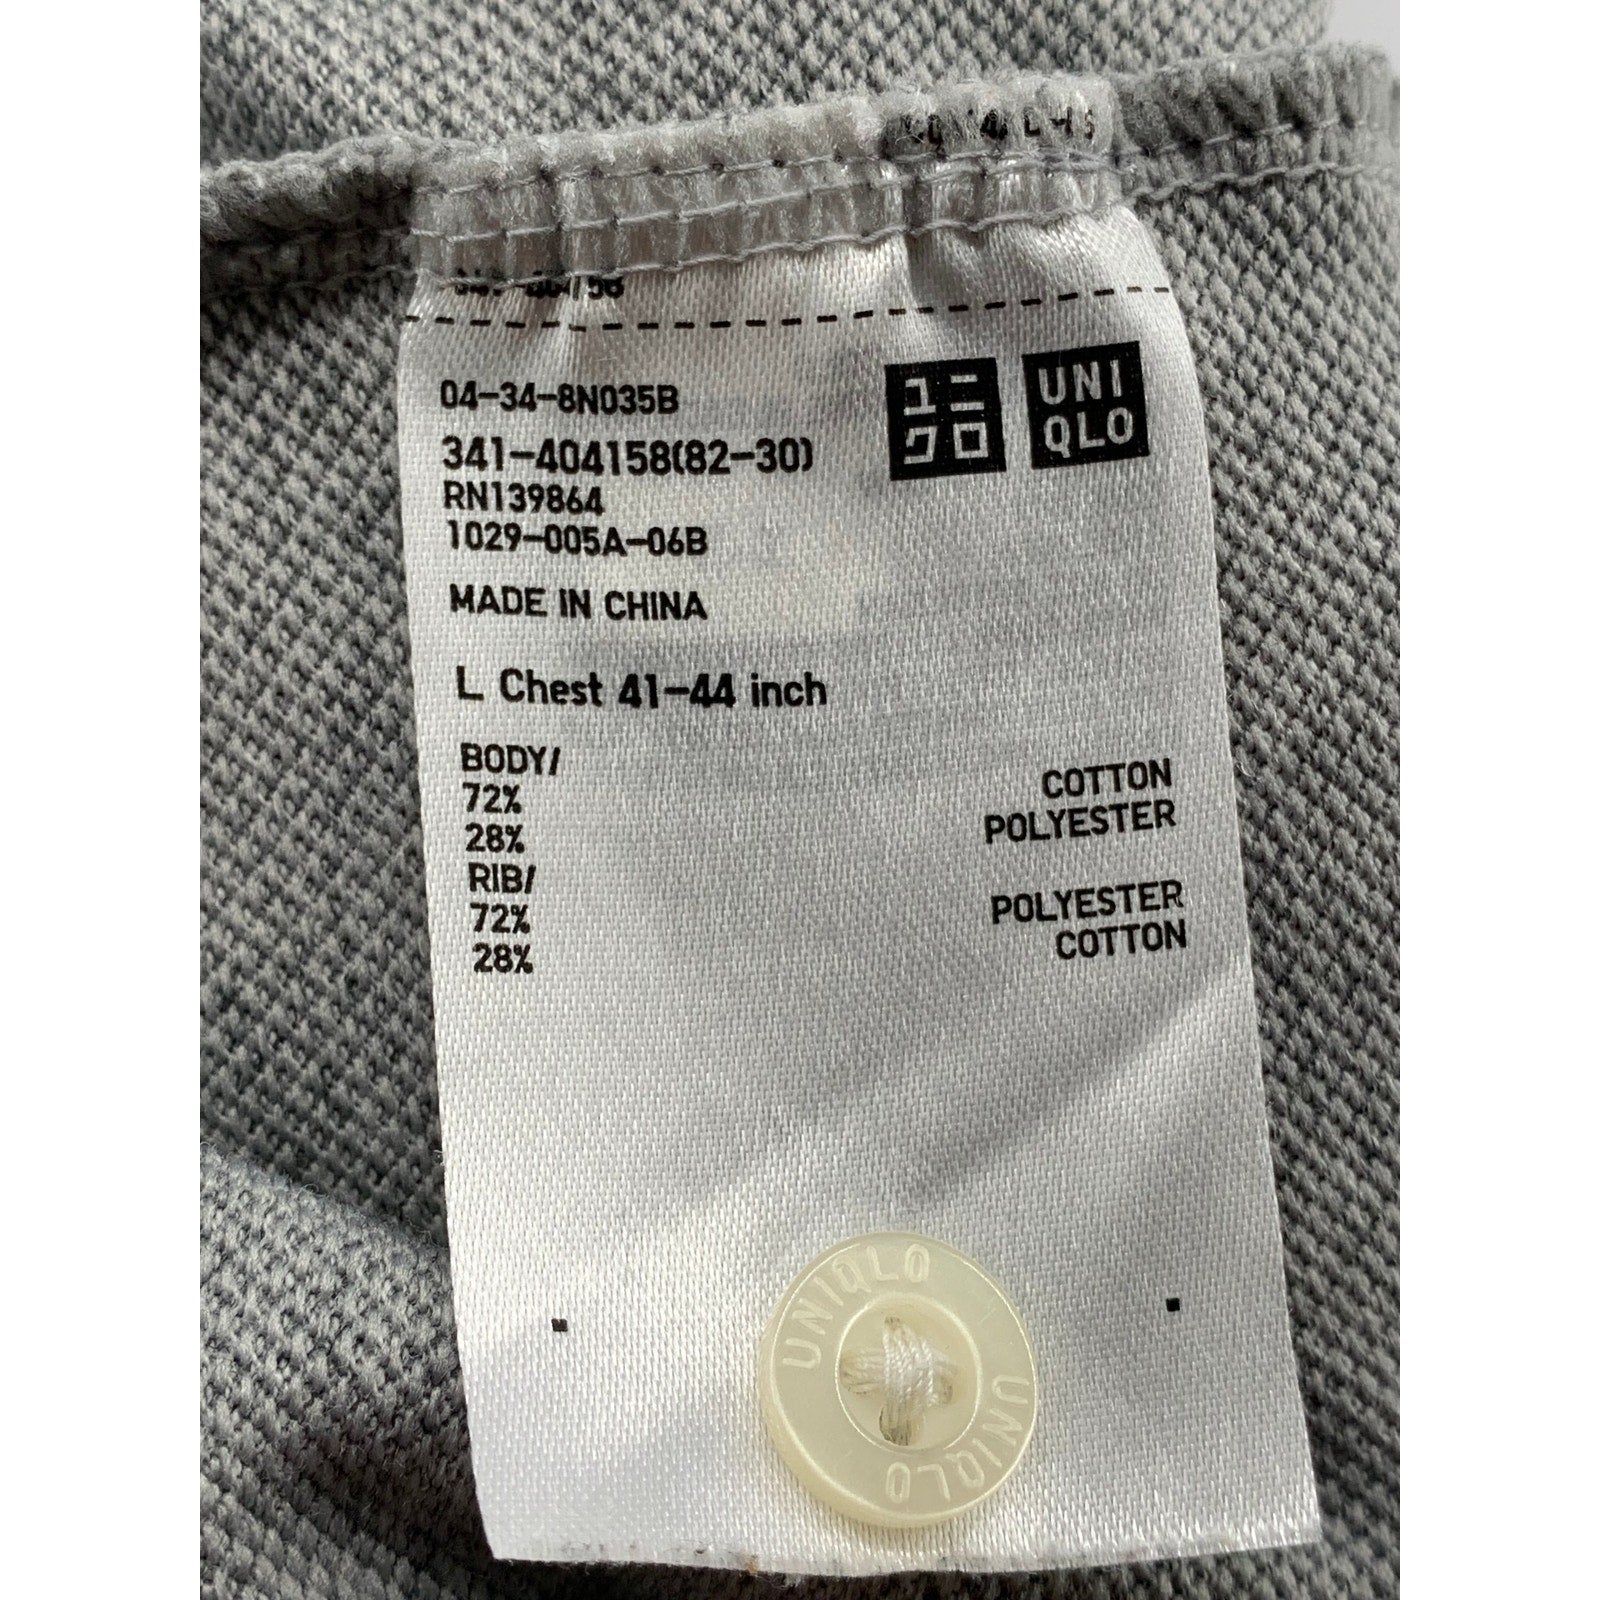 04-34-8N035B
ユニ
クロ
UNI
QLO
341-404158(82-30)
RN139864
1029-005A-06B
MADE IN CHINA
L Chest 41-44 inch
BODY/
72% COTTON
28% POLYESTER
RIB/
72% POLYESTER
28% COTTON
UNIQLO
UNIQLO